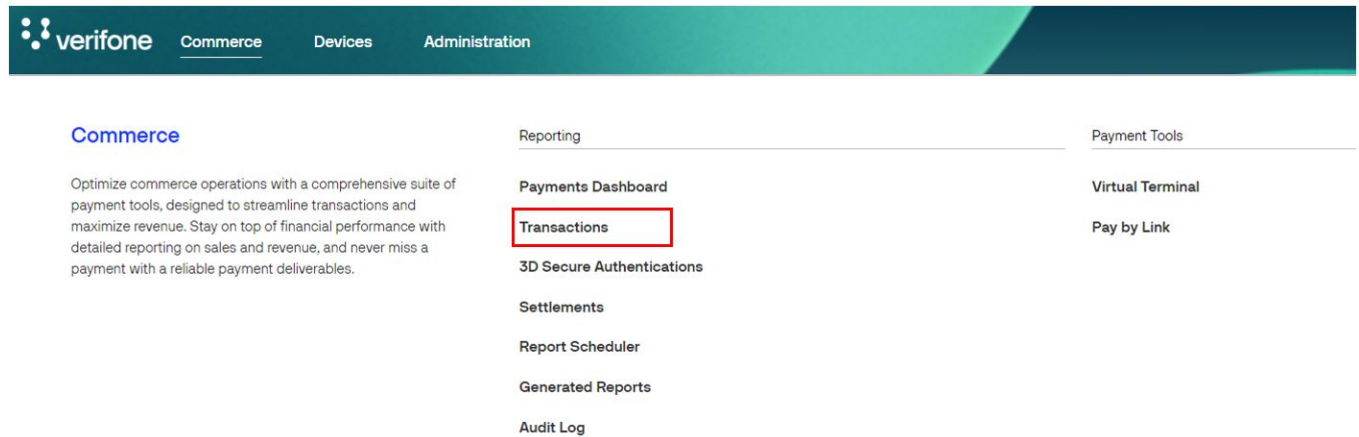 verifone Commerce Devices Administration
Commerce
Optimize commerce operations with a comprehensive suite of
payment tools, designed to streamline transactions and
maximize revenue. Stay on top of financial performance with
detailed reporting on sales and revenue, and never miss a
payment with a reliable payment deliverables.
Reporting
Payments Dashboard
Transactions
3D Secure Authentications
Settlements
Report Scheduler
Generated Reports
Audit Log
Payment Tools
Virtual Terminal
Pay by Link